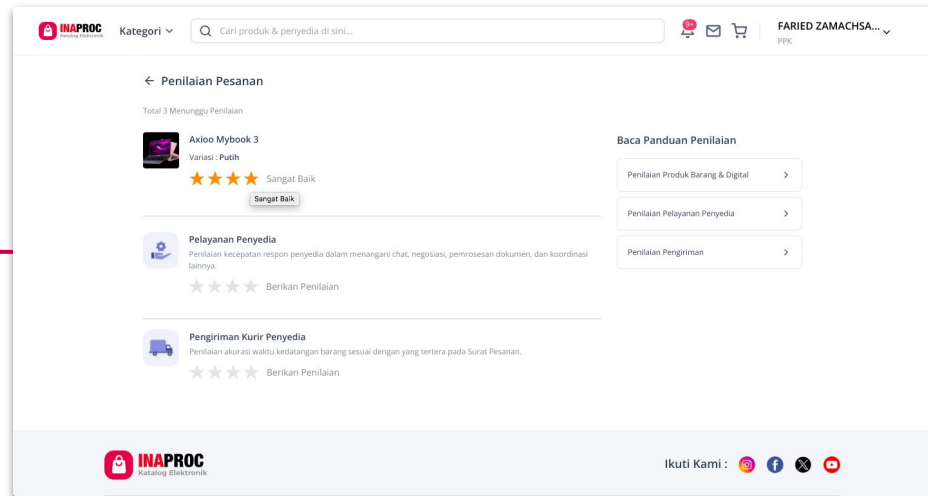 INAPROC
Katalog Elektronik
Kategori
Cari produk & penyedia di sini...
9+
FARIED ZAMACHSA...
PPK
Penilaian Pesanan
Total 3 Menunggu Penilaian
Axioo Mybook 3
Variasi : Putih
Sangat Baik
Sangat Baik
Baca Panduan Penilaian
Penilaian Produk Barang & Digital
Penilaian Pelayanan Penyedia
Penilaian Pengiriman
Pelayanan Penyedia
Penilaian kecepatan respon penyedia dalam menangani chat, negosiasi, pemrosesan dokumen, dan koordinasi
lainnya.
Berikan Penilaian
Pengiriman Kurir Penyedia
Penilaian akurasi waktu kedatangan barang sesuai dengan yang tertera pada Surat Pesanan.
Berikan Penilaian
INAPROC
Katalog Elektronik
Ikuti Kami :